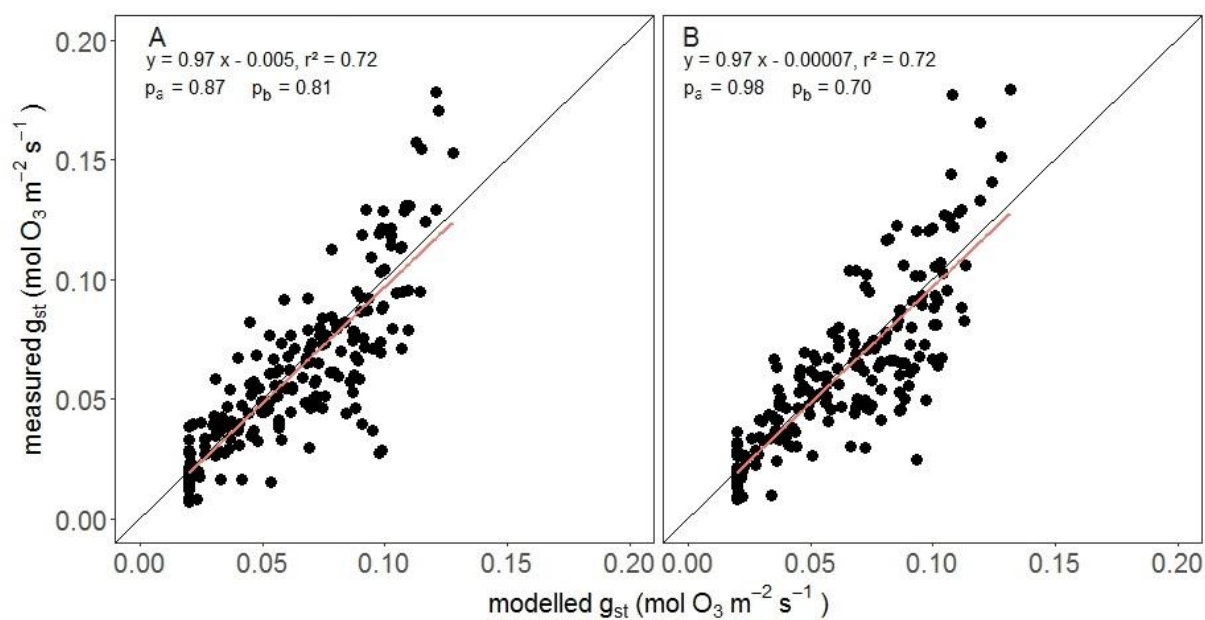 A
y = 0.97 x - 0.005, r² = 0.72
pa = 0.87 pb = 0.81
B
y = 0.97 x - 0.00007, r² = 0.72
pa = 0.98 pb = 0.70
measured gst (mol O3 m−2 s−1 )
0.20
0.15
0.10
0.05
0.00
0.00 0.05 0.10 0.15 0.20
0.00 0.05 0.10 0.15 0.20
modelled gst (mol O3 m−2 s−1 )